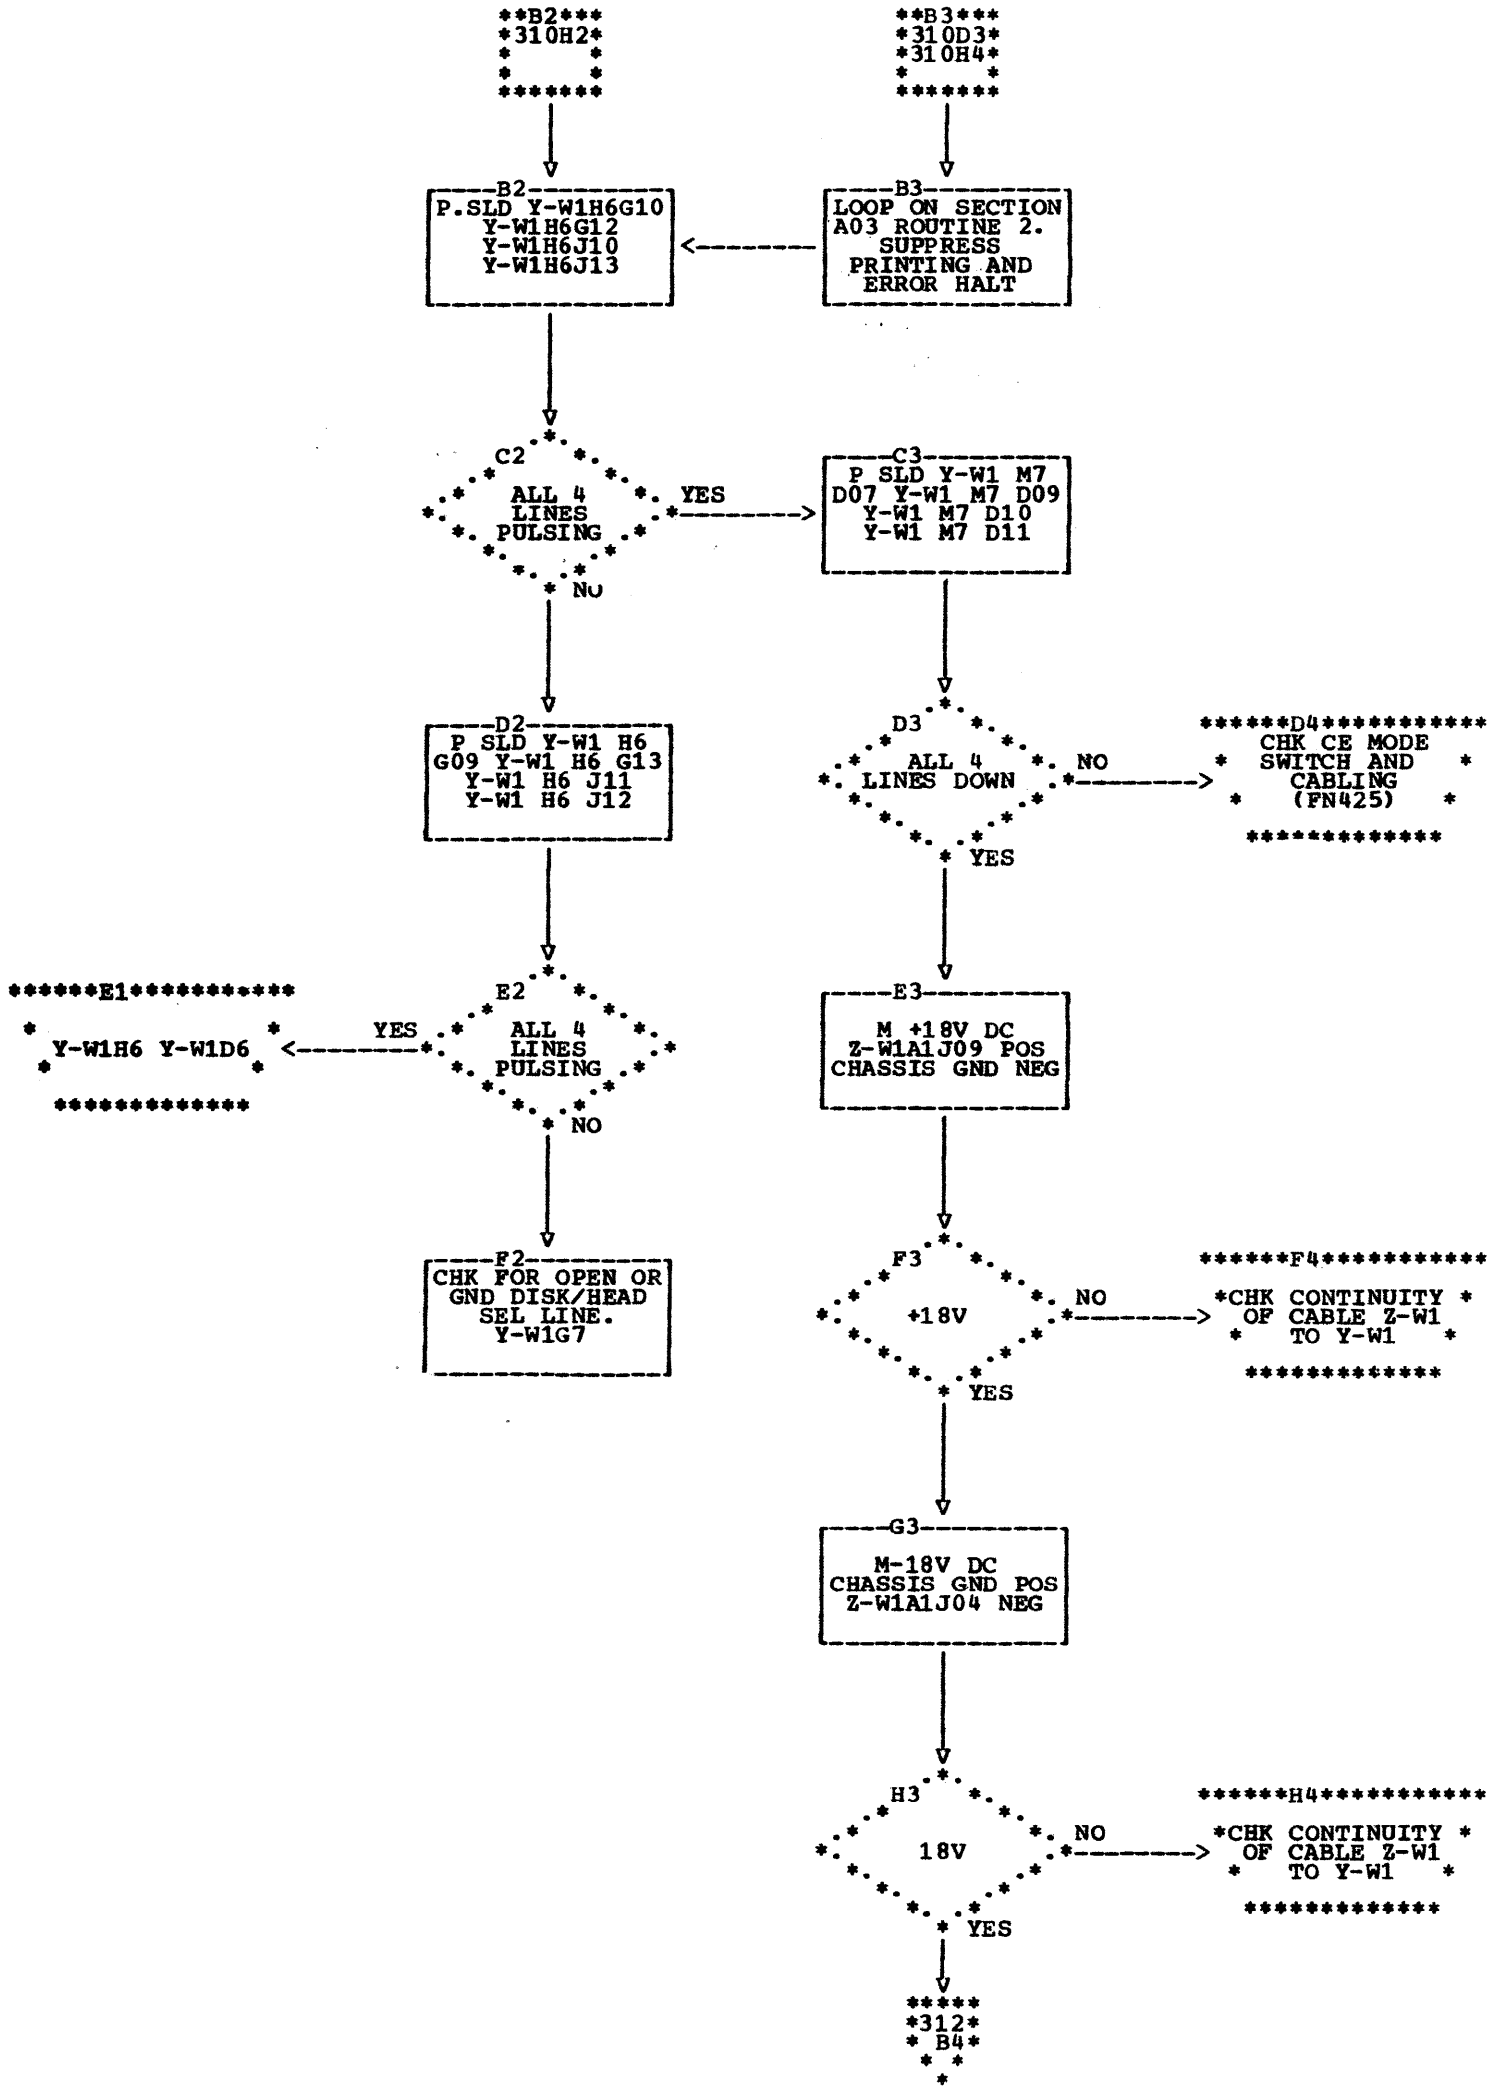 **B2***
*310H2*
* *
* *
*******
**B3***
*310D3*
*310H4*
* *
*******
B2
P.SLD Y-W1H6G10
Y-W1H6G12
Y-W1H6J10
Y-W1H6J13
B3
LOOP ON SECTION
A03 ROUTINE 2.
SUPPRESS
PRINTING AND
ERROR HALT
C2
ALL 4
LINES
PULSING
YES
NO
C3
P SLD Y-W1 M7
D07 Y-W1 M7 D09
Y-W1 M7 D10
Y-W1 M7 D11
D2
P SLD Y-W1 H6
G09 Y-W1 H6 G13
Y-W1 H6 J11
Y-W1 H6 J12
D3
ALL 4
LINES DOWN
NO
YES
******D4***********
CHK CE MODE
* SWITCH AND *
CABLING
* (FN425) *
*************
******E1***********
* *
Y-W1H6 Y-W1D6
* *
*************
E2
YES
ALL 4
LINES
PULSING
NO
E3
M +18V DC
Z-W1A1J09 POS
CHASSIS GND NEG
F2
CHK FOR OPEN OR
GND DISK/HEAD
SEL LINE.
Y-W1G7
F3
+18V
NO
YES
******F4***********
*CHK CONTINUITY *
OF CABLE Z-W1
* TO Y-W1 *
*************
G3
M-18V DC
CHASSIS GND POS
Z-W1A1J04 NEG
H3
18V
NO
YES
******H4***********
*CHK CONTINUITY *
OF CABLE Z-W1
* TO Y-W1 *
*************
*****
*312*
* B4*
* *
*